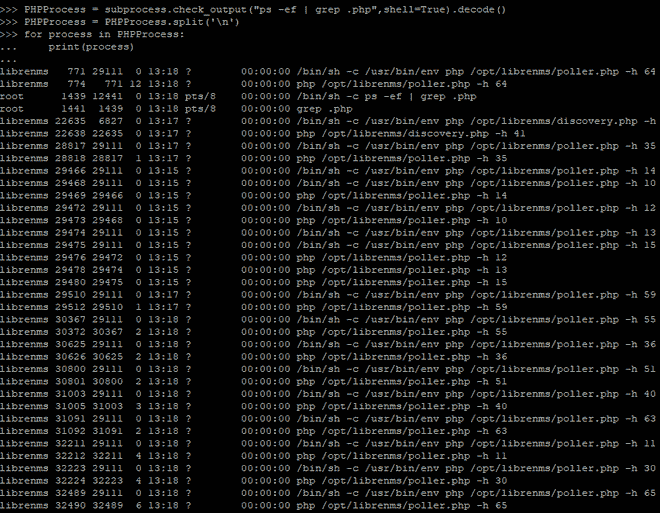 >>> PHPProcess = subprocess.check_output("ps -ef | grep .php",shell=True).decode()
>>> PHPProcess = PHPProcess.split('\n')
>>> for process in PHPProcess:
...     print(process)
...
librenms   771 29111  0 13:18 ?        00:00:00 /bin/sh -c /usr/bin/env php /opt/librenms/poller.php -h 64
librenms   774   771 12 13:18 ?        00:00:00 php /opt/librenms/poller.php -h 64
root      1439 12441  0 13:18 pts/8    00:00:00 /bin/sh -c ps -ef | grep .php
root      1441  1439  0 13:18 pts/8    00:00:00 grep .php
librenms 22635  6827  0 13:17 ?        00:00:00 /bin/sh -c /usr/bin/env php /opt/librenms/discovery.php -h
librenms 22638 22635  0 13:17 ?        00:00:00 php /opt/librenms/discovery.php -h 41
librenms 28817 29111  0 13:17 ?        00:00:00 /bin/sh -c /usr/bin/env php /opt/librenms/poller.php -h 35
librenms 28818 28817  1 13:17 ?        00:00:00 php /opt/librenms/poller.php -h 35
librenms 29466 29111  0 13:15 ?        00:00:00 /bin/sh -c /usr/bin/env php /opt/librenms/poller.php -h 14
librenms 29468 29111  0 13:15 ?        00:00:00 /bin/sh -c /usr/bin/env php /opt/librenms/poller.php -h 10
librenms 29469 29466  0 13:15 ?        00:00:00 php /opt/librenms/poller.php -h 14
librenms 29472 29111  0 13:15 ?        00:00:00 /bin/sh -c /usr/bin/env php /opt/librenms/poller.php -h 12
librenms 29473 29468  0 13:15 ?        00:00:00 php /opt/librenms/poller.php -h 10
librenms 29474 29111  0 13:15 ?        00:00:00 /bin/sh -c /usr/bin/env php /opt/librenms/poller.php -h 13
librenms 29475 29111  0 13:15 ?        00:00:00 /bin/sh -c /usr/bin/env php /opt/librenms/poller.php -h 15
librenms 29476 29472  0 13:15 ?        00:00:00 php /opt/librenms/poller.php -h 12
librenms 29478 29474  0 13:15 ?        00:00:00 php /opt/librenms/poller.php -h 13
librenms 29480 29475  0 13:15 ?        00:00:00 php /opt/librenms/poller.php -h 15
librenms 29510 29111  0 13:17 ?        00:00:00 /bin/sh -c /usr/bin/env php /opt/librenms/poller.php -h 59
librenms 29512 29510  1 13:17 ?        00:00:00 php /opt/librenms/poller.php -h 59
librenms 30367 29111  0 13:18 ?        00:00:00 /bin/sh -c /usr/bin/env php /opt/librenms/poller.php -h 55
librenms 30372 30367  2 13:18 ?        00:00:00 php /opt/librenms/poller.php -h 55
librenms 30625 29111  0 13:18 ?        00:00:00 /bin/sh -c /usr/bin/env php /opt/librenms/poller.php -h 36
librenms 30626 30625  2 13:18 ?        00:00:00 php /opt/librenms/poller.php -h 36
librenms 30800 29111  0 13:18 ?        00:00:00 /bin/sh -c /usr/bin/env php /opt/librenms/poller.php -h 51
librenms 30801 30800  2 13:18 ?        00:00:00 php /opt/librenms/poller.php -h 51
librenms 31003 29111  0 13:18 ?        00:00:00 /bin/sh -c /usr/bin/env php /opt/librenms/poller.php -h 40
librenms 31005 31003  3 13:18 ?        00:00:00 php /opt/librenms/poller.php -h 40
librenms 31091 29111  0 13:18 ?        00:00:00 /bin/sh -c /usr/bin/env php /opt/librenms/poller.php -h 63
librenms 31092 31091  2 13:18 ?        00:00:00 php /opt/librenms/poller.php -h 63
librenms 32211 29111  0 13:18 ?        00:00:00 /bin/sh -c /usr/bin/env php /opt/librenms/poller.php -h 11
librenms 32212 32211  4 13:18 ?        00:00:00 php /opt/librenms/poller.php -h 11
librenms 32223 29111  0 13:18 ?        00:00:00 /bin/sh -c /usr/bin/env php /opt/librenms/poller.php -h 30
librenms 32224 32223  4 13:18 ?        00:00:00 php /opt/librenms/poller.php -h 30
librenms 32489 29111  0 13:18 ?        00:00:00 /bin/sh -c /usr/bin/env php /opt/librenms/poller.php -h 65
librenms 32490 32489  6 13:18 ?        00:00:00 php /opt/librenms/poller.php -h 65